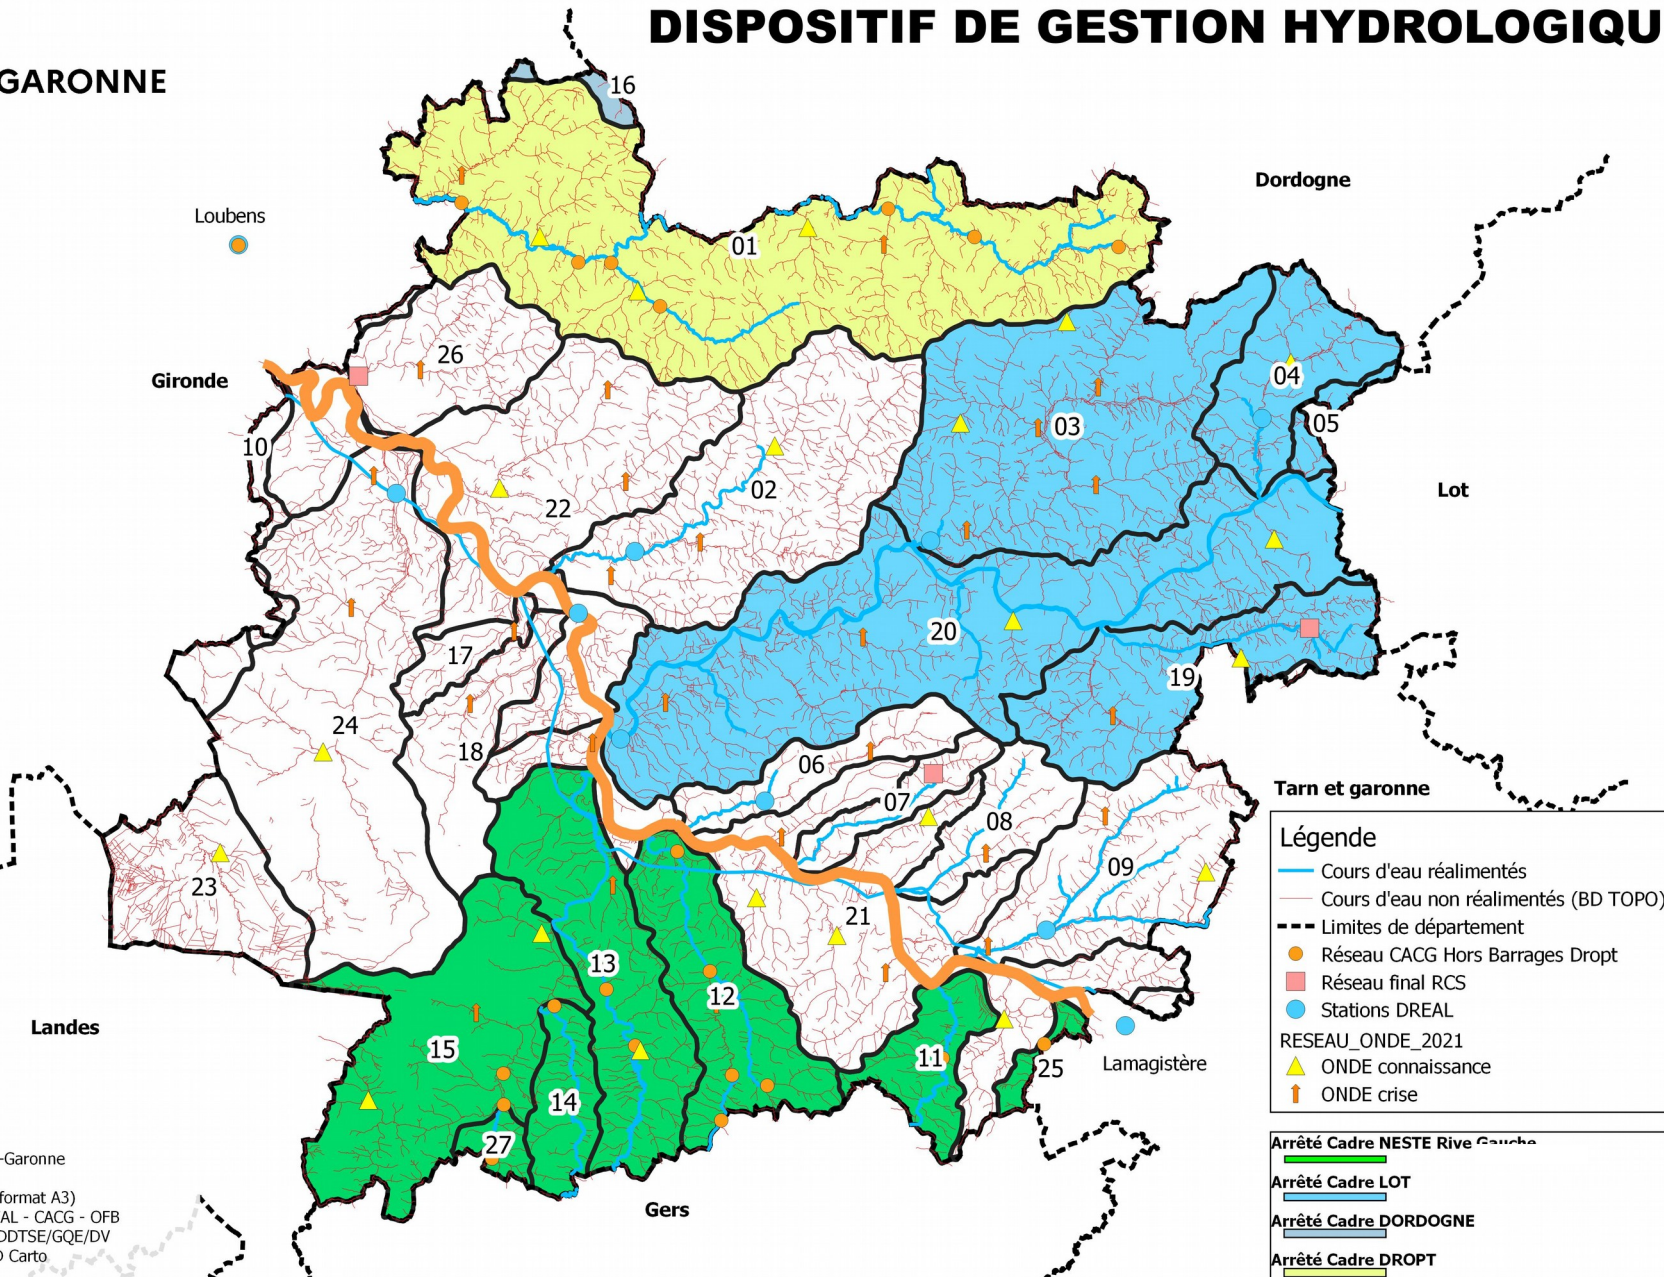 DISPOSITIF DE GESTION HYDROLOGIQU
GARONNE
16
Dordogne
Loubens
01
26
Gironde
04
05
03
10
02
Lot
22
20
17
19
24
18
06
Tarn et garonne
07
08
09
23
21
13
12
Landes
15
11
25
Lamagistère
14
27
Gers
Légende
Cours d'eau réalimentés
Cours d'eau non réalimentés (BD TOPO)
Limites de département
Réseau CACG Hors Barrages Dropt
Réseau final RCS
Stations DREAL
RESEAU_ONDE_2021
ONDE connaissance
ONDE crise
Arrêté Cadre NESTE Rive Gauche
Arrêté Cadre LOT
Arrêté Cadre DORDOGNE
Arrêté Cadre DROPT
-Garonne
format A3)
AL - CACG - OFB
DDTSE/GQE/DV
Carto